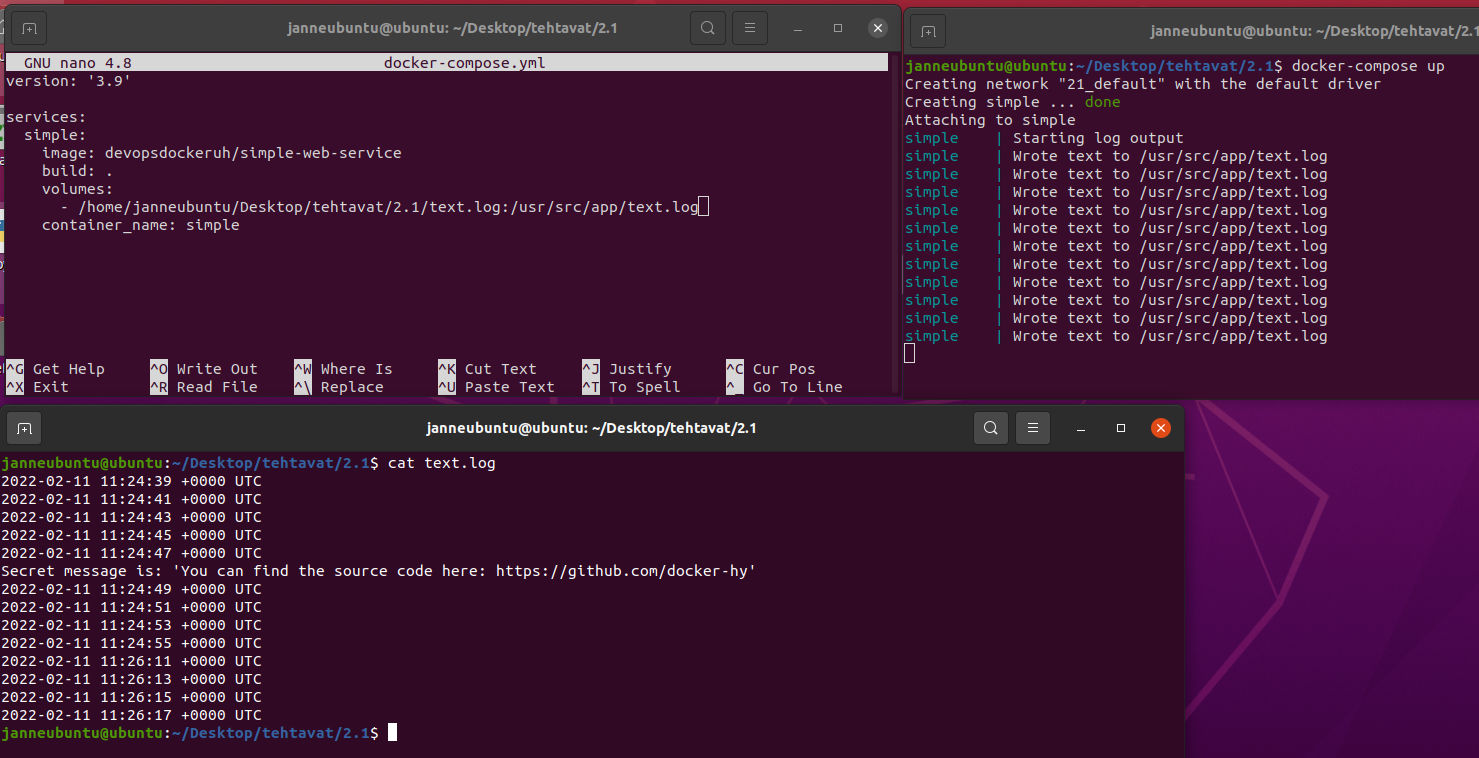 janneubuntu@ubuntu: ~/Desktop/tehtavat/2.1
GNU nano 4.8 docker-compose.yml
version: '3.9'
services:
  simple:
    image: devopsdockeruh/simple-web-service
    build: .
    volumes:
      - /home/janneubuntu/Desktop/tehtavat/2.1/text.log:/usr/src/app/text.log
    container_name: simple
^G Get Help ^O Write Out ^W Where Is ^K Cut Text ^J Justify ^C Cur Pos
^X Exit ^R Read File ^\ Replace ^U Paste Text ^T To Spell ^_ Go To Line
janneubuntu@ubuntu: ~/Desktop/tehtavat/2.1
janneubuntu@ubuntu:~/Desktop/tehtavat/2.1$ docker-compose up
Creating network "21_default" with the default driver
Creating simple ... done
Attaching to simple
simple    | Starting log output
simple    | Wrote text to /usr/src/app/text.log
simple    | Wrote text to /usr/src/app/text.log
simple    | Wrote text to /usr/src/app/text.log
simple    | Wrote text to /usr/src/app/text.log
simple    | Wrote text to /usr/src/app/text.log
simple    | Wrote text to /usr/src/app/text.log
simple    | Wrote text to /usr/src/app/text.log
simple    | Wrote text to /usr/src/app/text.log
simple    | Wrote text to /usr/src/app/text.log
simple    | Wrote text to /usr/src/app/text.log
simple    | Wrote text to /usr/src/app/text.log
janneubuntu@ubuntu: ~/Desktop/tehtavat/2.1
janneubuntu@ubuntu:~/Desktop/tehtavat/2.1$ cat text.log
2022-02-11 11:24:39 +0000 UTC
2022-02-11 11:24:41 +0000 UTC
2022-02-11 11:24:43 +0000 UTC
2022-02-11 11:24:45 +0000 UTC
2022-02-11 11:24:47 +0000 UTC
Secret message is: 'You can find the source code here: https://github.com/docker-hy'
2022-02-11 11:24:49 +0000 UTC
2022-02-11 11:24:51 +0000 UTC
2022-02-11 11:24:53 +0000 UTC
2022-02-11 11:24:55 +0000 UTC
2022-02-11 11:26:11 +0000 UTC
2022-02-11 11:26:13 +0000 UTC
2022-02-11 11:26:15 +0000 UTC
2022-02-11 11:26:17 +0000 UTC
janneubuntu@ubuntu:~/Desktop/tehtavat/2.1$